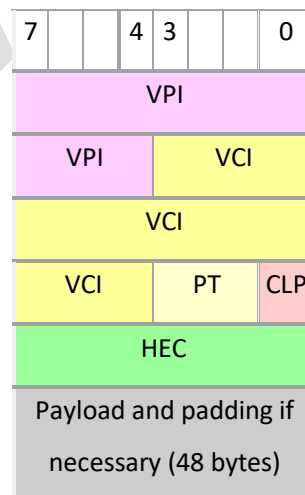 7 4 3 0
VPI
VPI VCI
VCI
VCI PT CLP
HEC
Payload and padding if
necessary (48 bytes)